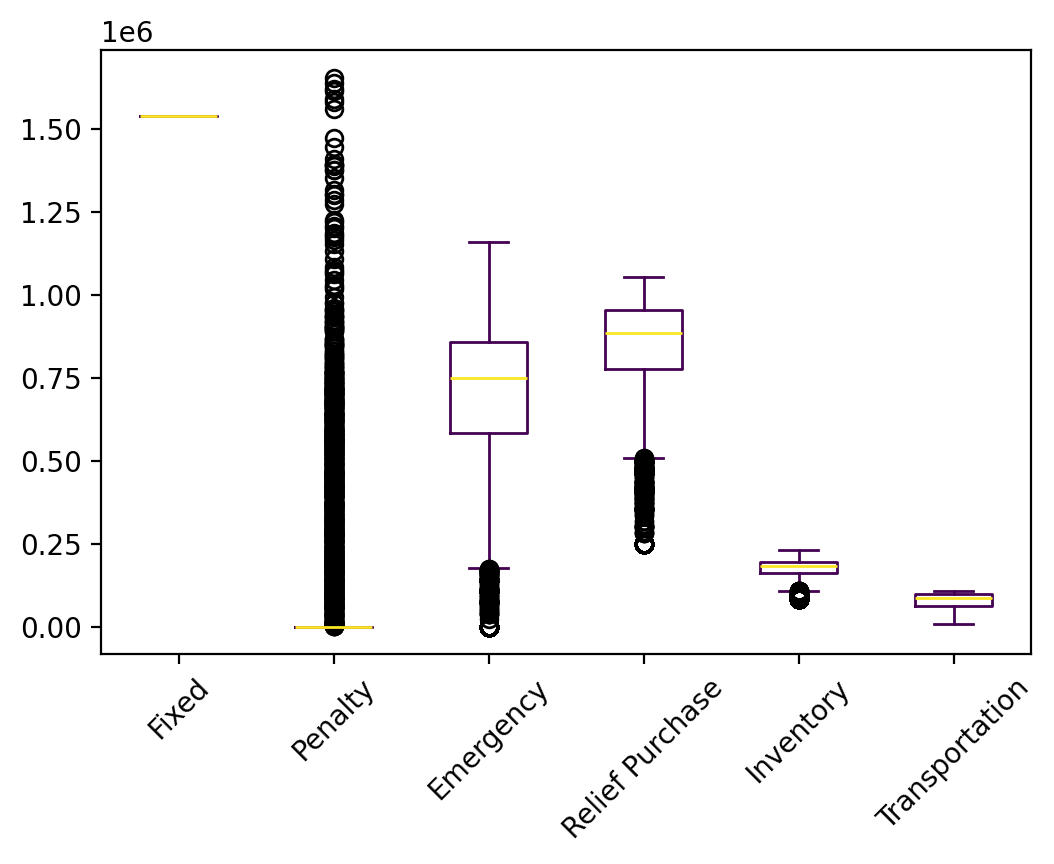 1e6
1.50
1.25
1.00
0.75
0.50
0.25
0.00
Fixed
Penalty
Emergency
Relief Purchase
Inventory
Transportation